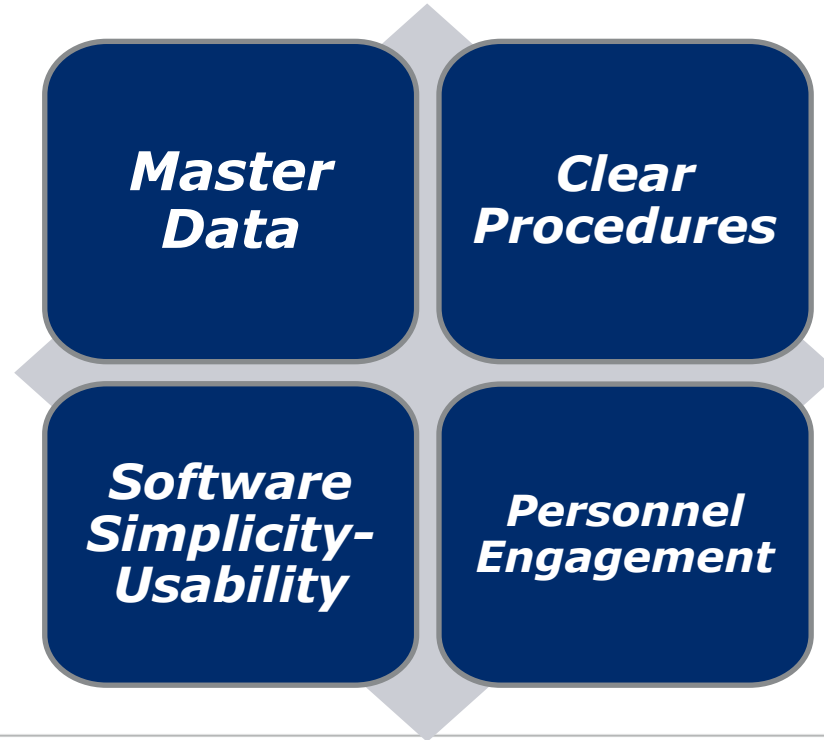 Master
Data
Clear
Procedures
Software
Simplicity-
Usability
Personnel
Engagement